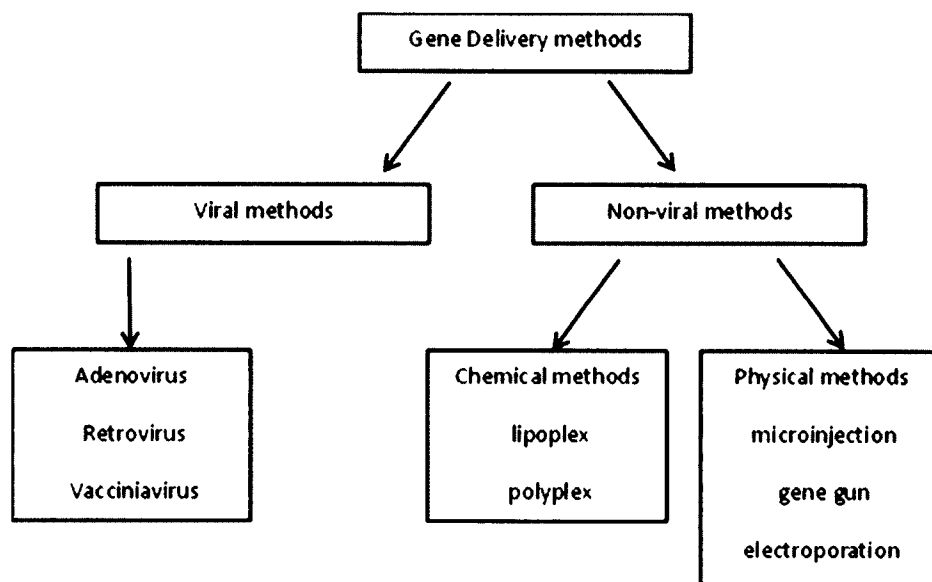 Gene Delivery methods
Viral methods
Non-viral methods
Adenovirus
Retrovirus
Vacciniavirus
Chemical methods
lipoplex
polyplex
Physical methods
microinjection
gene gun
electroporation